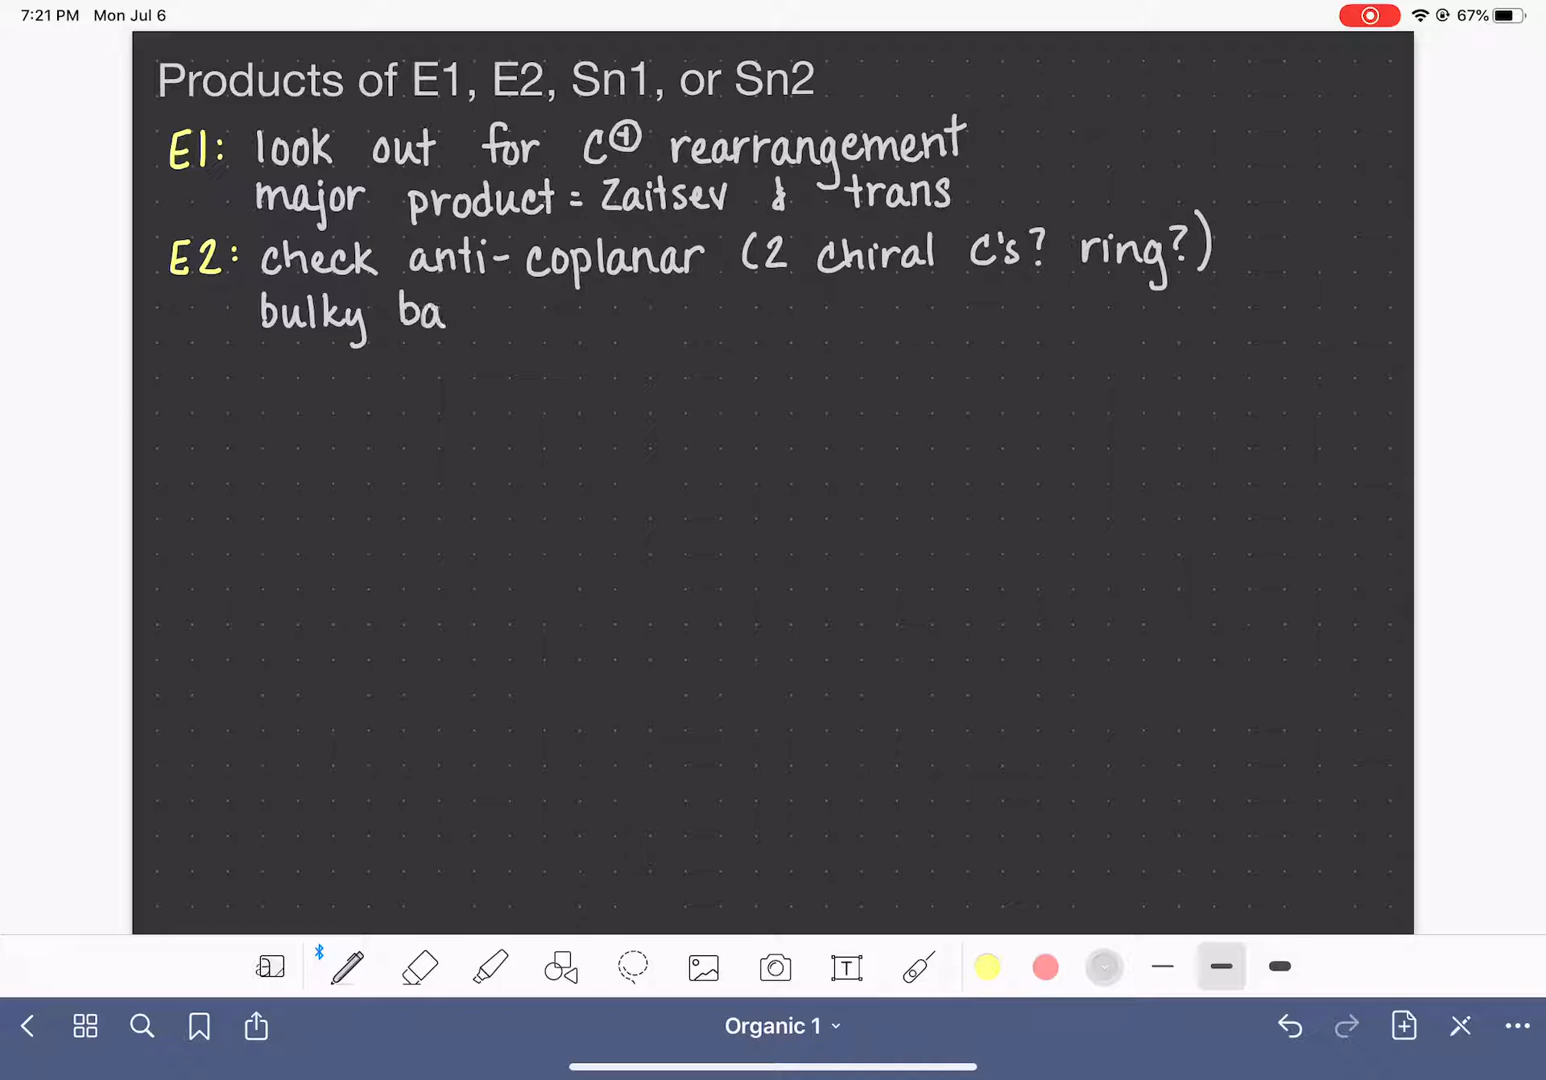 7:21 PM Mon Jul 6
67%
Products of E1, E2, Sn1, or Sn2
E1: look out for C⊕ rearrangement
major product = Zaitsev & trans
E2: check anti-coplanar (2 chiral C's? ring?)
bulky ba
T
Organic 1